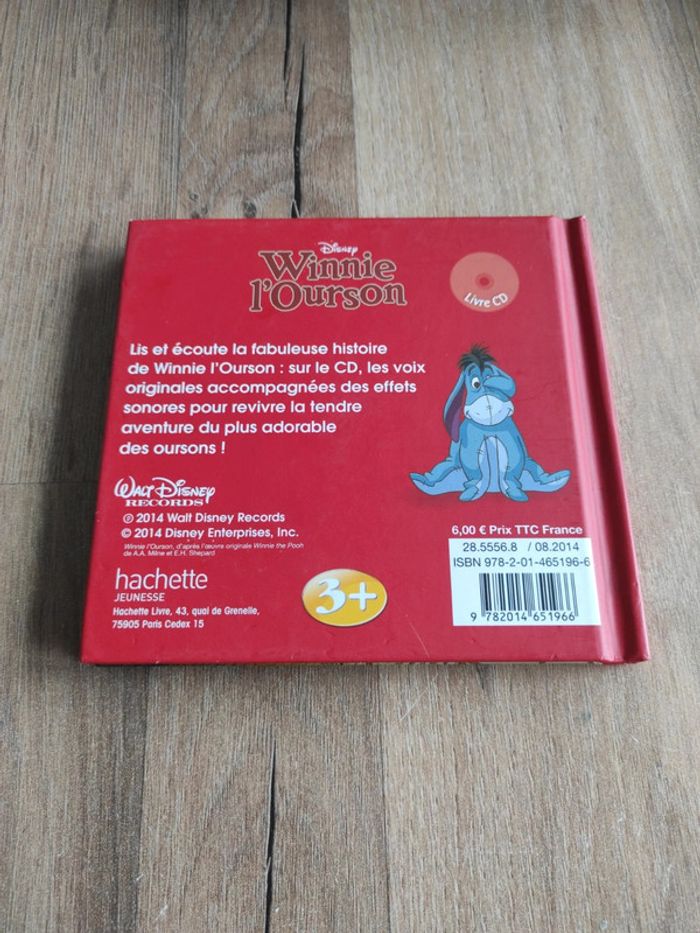 Disney
Winnie
l'Ourson
Livre CD
Lis et écoute la fabuleuse histoire
de Winnie l'Ourson : sur le CD, les voix
originales accompagnées des effets
sonores pour revivre la tendre
aventure du plus adorable
des oursons !
Walt Disney
RECORDS
℗ 2014 Walt Disney Records
© 2014 Disney Enterprises, Inc.
Winnie l'Ourson, d'après l'œuvre originale Winnie the Pooh
de A.A. Milne et E.H. Shepard
hachette
JEUNESSE
Hachette Livre, 43, quai de Grenelle,
75905 Paris Cedex 15
3+
6,00 € Prix TTC France
28.5556.8 / 08.2014
ISBN 978-2-01-465196-6
9 782014 651966